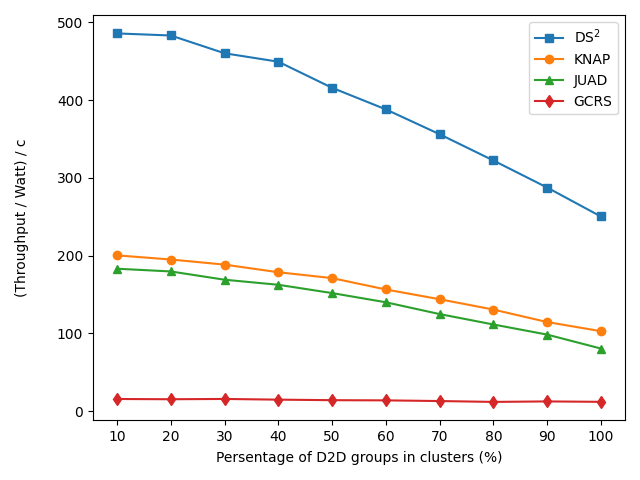 500
400
300
200
100
0
(Throughput / Watt) / c
DS²
KNAP
JUAD
GCRS
10 20 30 40 50 60 70 80 90 100
Persentage of D2D groups in clusters (%)